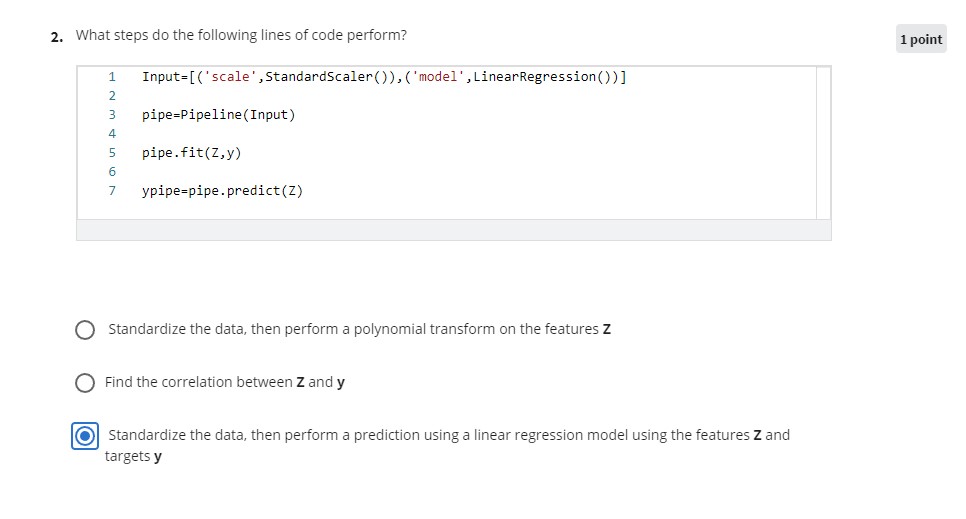 2. What steps do the following lines of code perform?
1 point
1 Input=[('scale',StandardScaler()),('model',LinearRegression())]
2
3 pipe=Pipeline(Input)
4
5 pipe.fit(Z,y)
6
7 ypipe=pipe.predict(Z)
Standardize the data, then perform a polynomial transform on the features Z
Find the correlation between Z and y
Standardize the data, then perform a prediction using a linear regression model using the features Z and
targets y